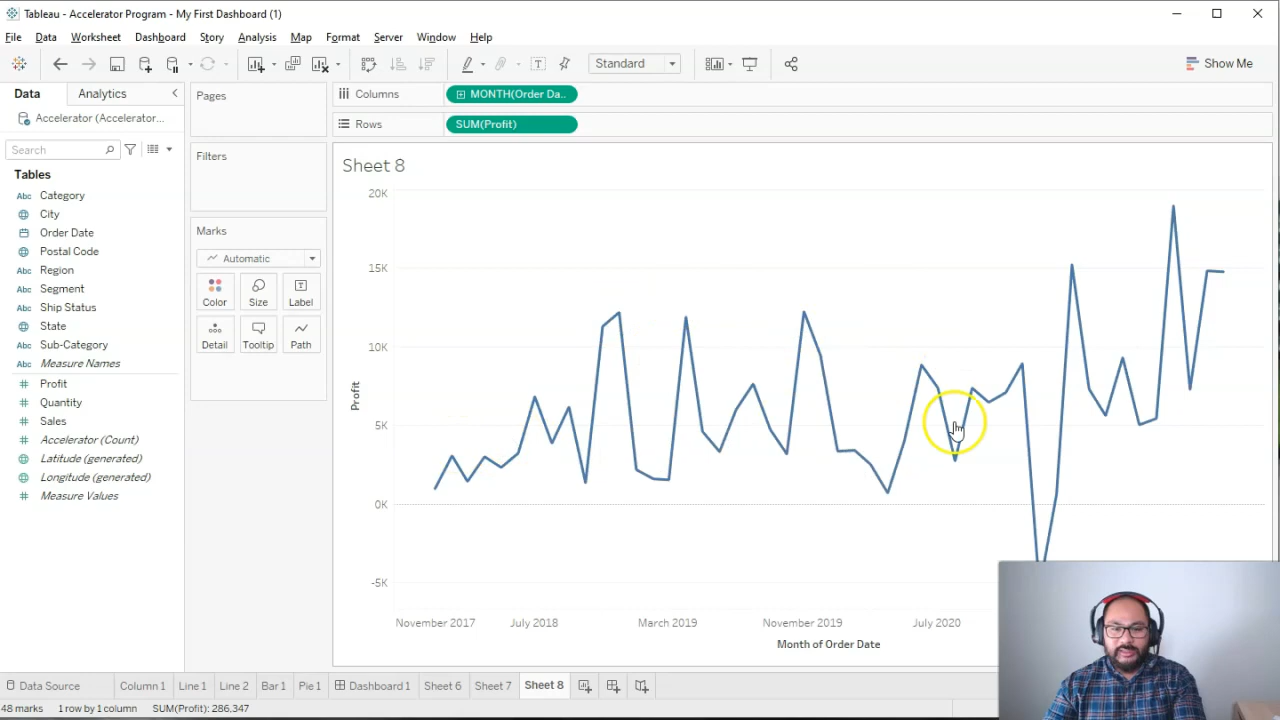 Tableau - Accelerator Program - My First Dashboard (1)
File Data Worksheet Dashboard Story Analysis Map Format Server Window Help
Standard
Show Me
Data Analytics
Accelerator (Accelerator...
Search
Tables
Category
City
Order Date
Postal Code
Region
Segment
Ship Status
State
Sub-Category
Measure Names
Profit
Quantity
Sales
Accelerator (Count)
Latitude (generated)
Longitude (generated)
Measure Values
Pages
Filters
Marks
Automatic
Color Size Label
Detail Tooltip Path
Columns MONTH(Order Da..
Rows SUM(Profit)
Sheet 8
20K
15K
10K
5K
0K
-5K
Profit
November 2017 July 2018 March 2019 November 2019 July 2020
Month of Order Date
Data Source Column 1 Line 1 Line 2 Bar 1 Pie 1 Dashboard 1 Sheet 6 Sheet 7 Sheet 8
48 marks 1 row by 1 column SUM(Profit): 286,347